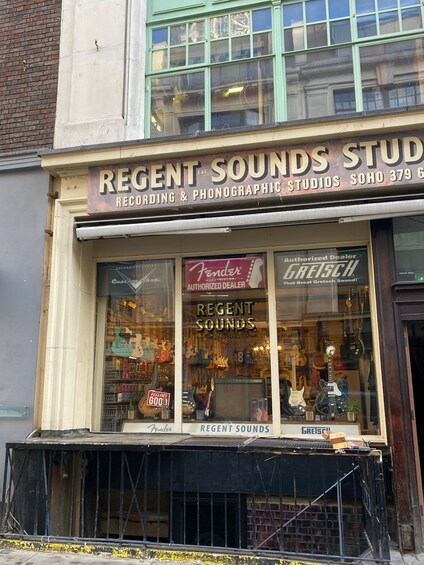 REGENT SOUNDS STUD
RECORDING & PHONOGRAPHIC STUDIOS SOHO 379 6
Fender
AUTHORIZED DEALER
Authorized Dealer
GRETSCH
That Great Gretsch Sound!
REGENT
SOUNDS
GOOD
Fender
REGENT SOUNDS
GRETSCH